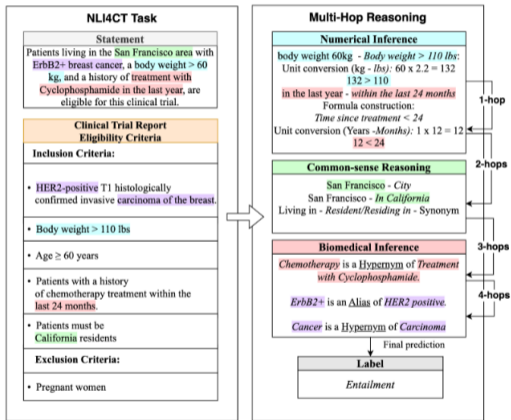 NLI4CT Task
Statement
Patients living in the San Francisco area with
ErbB2+ breast cancer, a body weight > 60
kg, and a history of treatment with
Cyclophosphamide in the last year, are
eligible for this clinical trial.
Clinical Trial Report
Eligibility Criteria
Inclusion Criteria:
• HER2-positive T1 histologically
confirmed invasive carcinoma of the breast.
• Body weight > 110 lbs
• Age ≥ 60 years
• Patients with a history
of chemotherapy treatment within the
last 24 months.
• Patients must be
California residents
Exclusion Criteria:
• Pregnant women
Multi-Hop Reasoning
Numerical Inference
body weight 60kg - Body weight > 110 lbs:
Unit conversion (kg - lbs): 60 x 2.2 = 132
132 > 110
in the last year - within the last 24 months
Formula construction:
Time since treatment < 24
Unit conversion (Years -Months): 1 x 12 = 12
12 < 24
1-hop
2-hops
Common-sense Reasoning
San Francisco - City
San Francisco - In California
Living in - Resident/Residing in - Synonym
3-hops
Biomedical Inference
Chemotherapy is a Hypernym of Treatment
with Cyclophosphamide.
ErbB2+ is an Alias of HER2 positive.
Cancer is a Hypernym of Carcinoma
4-hops
Final prediction
Label
Entailment